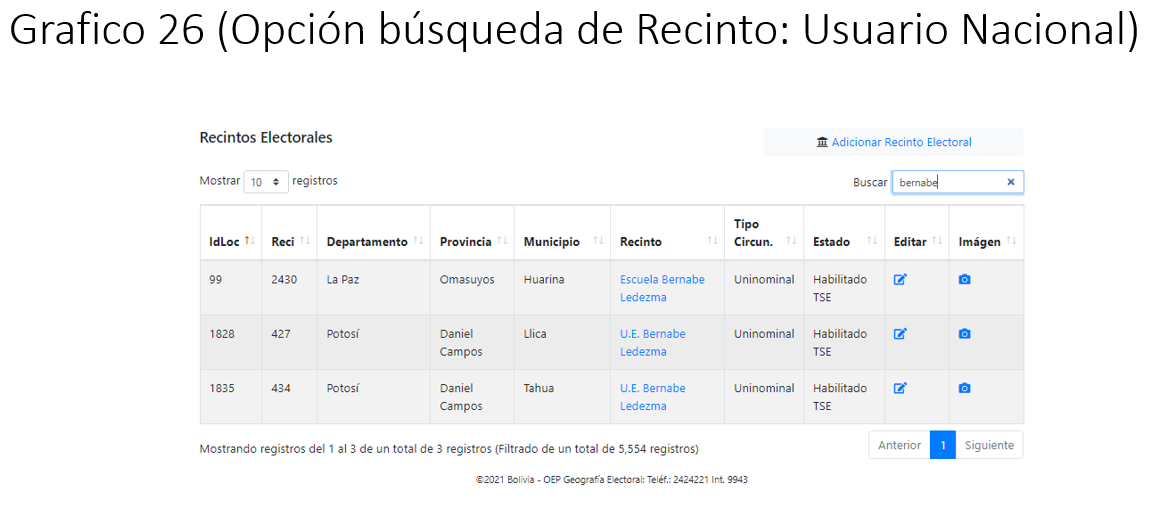 Grafico 26 (Opción búsqueda de Recinto: Usuario Nacional)
Recintos Electorales
Adicionar Recinto Electoral
Mostrar 10 registros
Buscar bernabe
IdLoc Reci Departamento Provincia Municipio Recinto Tipo Circun. Estado Editar Imágen
99 2430 La Paz Omasuyos Huarina Escuela Bernabe Ledezma Uninominal Habilitado TSE
1828 427 Potosí Daniel Campos Llica U.E. Bernabe Ledezma Uninominal Habilitado TSE
1835 434 Potosí Daniel Campos Tahua U.E. Bernabe Ledezma Uninominal Habilitado TSE
Mostrando registros del 1 al 3 de un total de 3 registros (Filtrado de un total de 5,554 registros)
Anterior 1 Siguiente
©2021 Bolivia - OEP Geografía Electoral: Teléf.: 2424221 Int. 9943